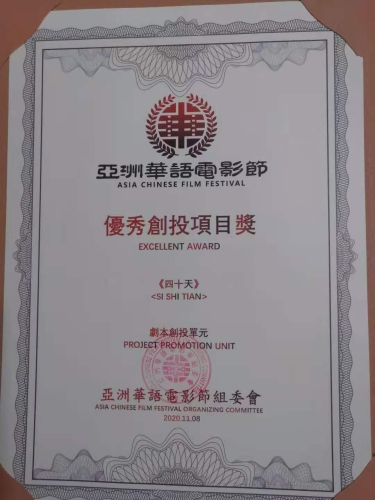 亞洲華語電影節
ASIA CHINESE FILM FESTIVAL
優秀創投項目獎
EXCELLENT AWARD
《四十天》
<SI SHI TIAN>
劇本創投單元
PROJECT PROMOTION UNIT
亞洲華語電影節組委會
ASIA CHINESE FILM FESTIVAL ORGANIZING COMMITTEE
2020.11.08